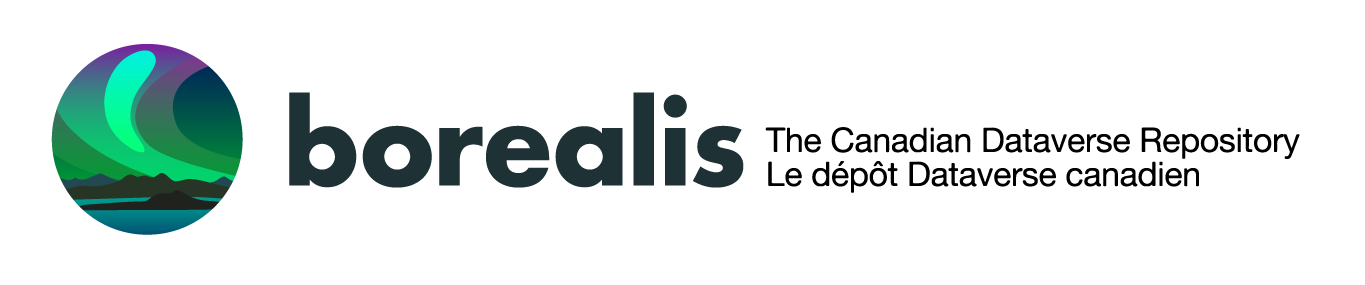 borealis
The Canadian Dataverse Repository
Le dépôt Dataverse canadien